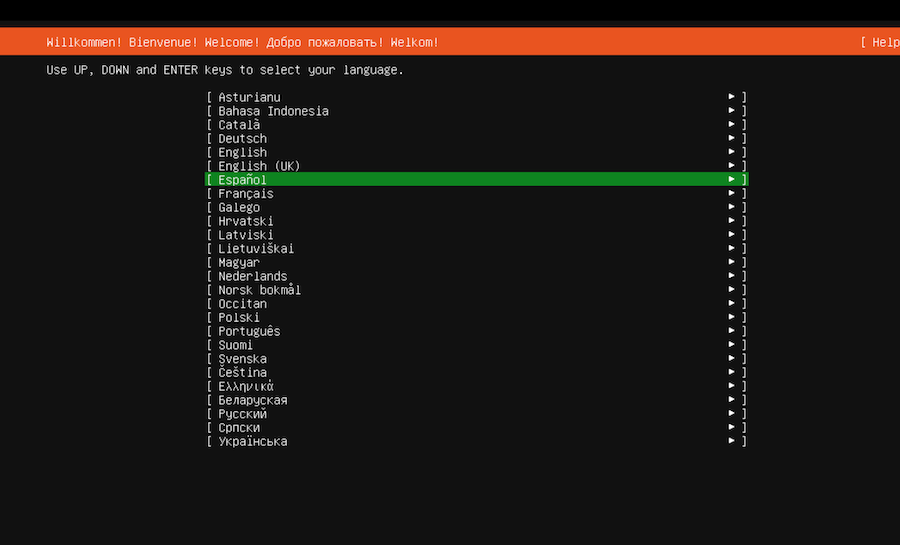 Willkommen! Bienvenue! Welcome! Добро пожаловать! Welkom! [ Help
Use UP, DOWN and ENTER keys to select your language.
[ Asturianu ▸ ]
[ Bahasa Indonesia ▸ ]
[ Català ▸ ]
[ Deutsch ▸ ]
[ English ▸ ]
[ English (UK) ▸ ]
[ Español ▸ ]
[ Français ▸ ]
[ Galego ▸ ]
[ Hrvatski ▸ ]
[ Latviski ▸ ]
[ Lietuviškai ▸ ]
[ Magyar ▸ ]
[ Nederlands ▸ ]
[ Norsk bokmål ▸ ]
[ Occitan ▸ ]
[ Polski ▸ ]
[ Português ▸ ]
[ Suomi ▸ ]
[ Svenska ▸ ]
[ Čeština ▸ ]
[ Ελληνικά ▸ ]
[ Беларуская ▸ ]
[ Русский ▸ ]
[ Српски ▸ ]
[ Українська ▸ ]